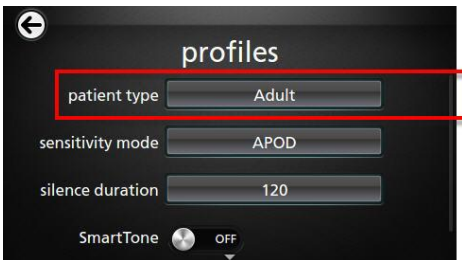 profiles
patient type Adult
sensitivity mode APOD
silence duration 120
SmartTone OFF